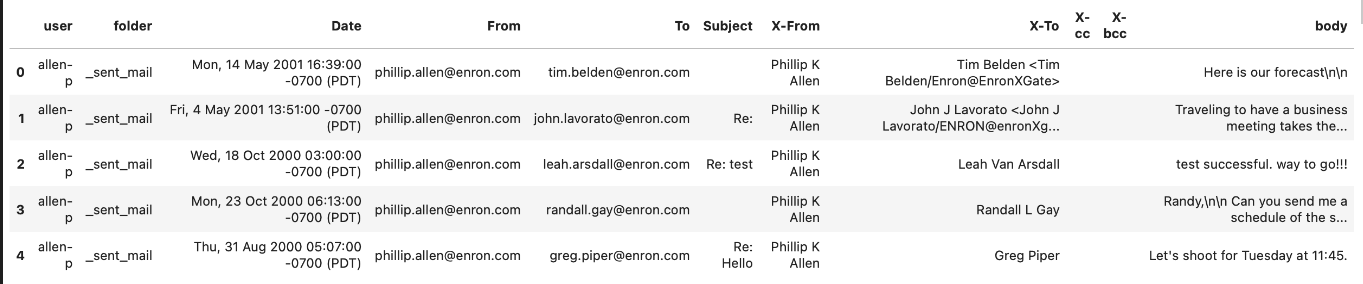 user folder Date From To Subject X-From X-To X-cc X-bcc body
0 allen-p _sent_mail Mon, 14 May 2001 16:39:00 -0700 (PDT) phillip.allen@enron.com tim.belden@enron.com Phillip K Allen Tim Belden <Tim Belden/Enron@EnronXGate> Here is our forecast\n\n
1 allen-p _sent_mail Fri, 4 May 2001 13:51:00 -0700 (PDT) phillip.allen@enron.com john.lavorato@enron.com Re: Phillip K Allen John J Lavorato <John J Lavorato/ENRON@enronXg... Traveling to have a business meeting takes the...
2 allen-p _sent_mail Wed, 18 Oct 2000 03:00:00 -0700 (PDT) phillip.allen@enron.com leah.arsdall@enron.com Re: test Phillip K Allen Leah Van Arsdall test successful. way to go!!!
3 allen-p _sent_mail Mon, 23 Oct 2000 06:13:00 -0700 (PDT) phillip.allen@enron.com randall.gay@enron.com Phillip K Allen Randall L Gay Randy,\n\n Can you send me a schedule of the s...
4 allen-p _sent_mail Thu, 31 Aug 2000 05:07:00 -0700 (PDT) phillip.allen@enron.com greg.piper@enron.com Re: Hello Phillip K Allen Greg Piper Let's shoot for Tuesday at 11:45.